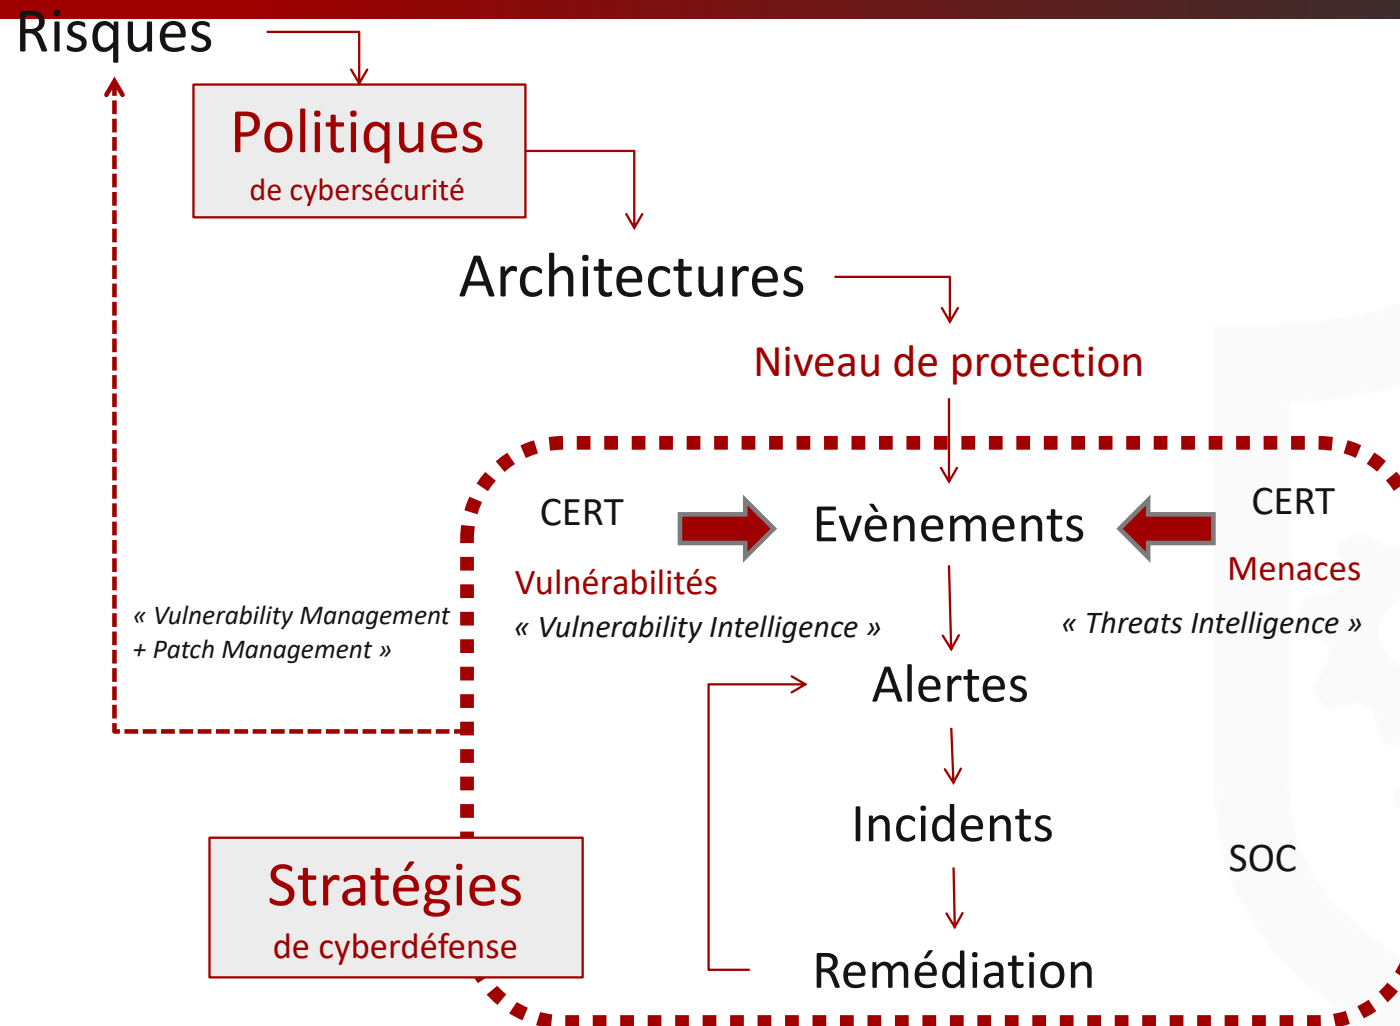 Risques
Politiques
de cybersécurité
Architectures
Niveau de protection
CERT
Evènements
CERT
Vulnérabilités
Menaces
« Vulnerability Management
+ Patch Management »
« Vulnerability Intelligence »
« Threats Intelligence »
Alertes
Incidents
SOC
Stratégies
de cyberdéfense
Remédiation